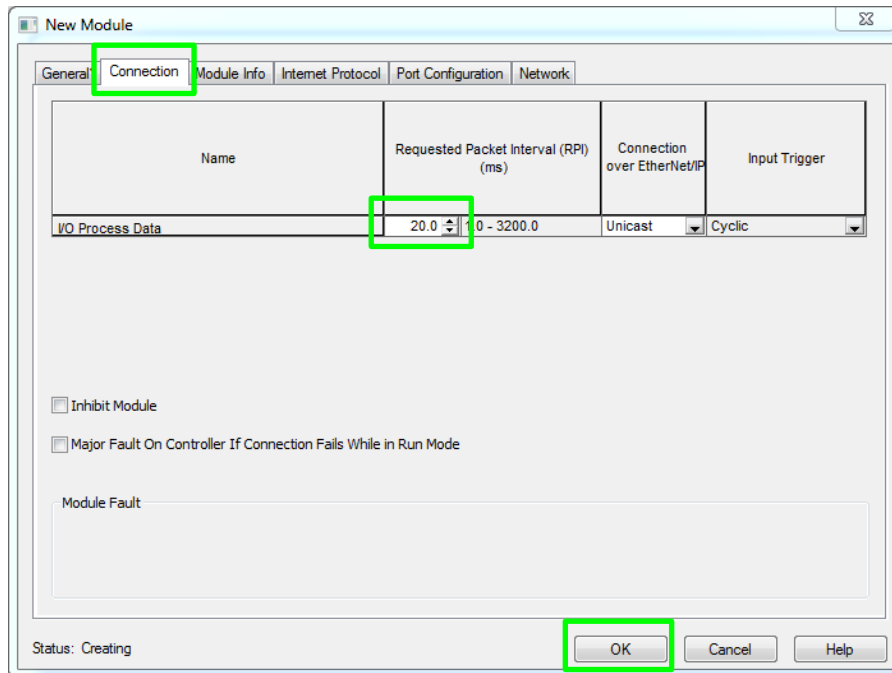 New Module
General* Connection Module Info Internet Protocol Port Configuration Network
Name
Requested Packet Interval (RPI)
(ms)
Connection
over EtherNet/IP
Input Trigger
I/O Process Data 20.0 1.0 - 3200.0 Unicast Cyclic
Inhibit Module
Major Fault On Controller If Connection Fails While in Run Mode
Module Fault
Status: Creating OK Cancel Help